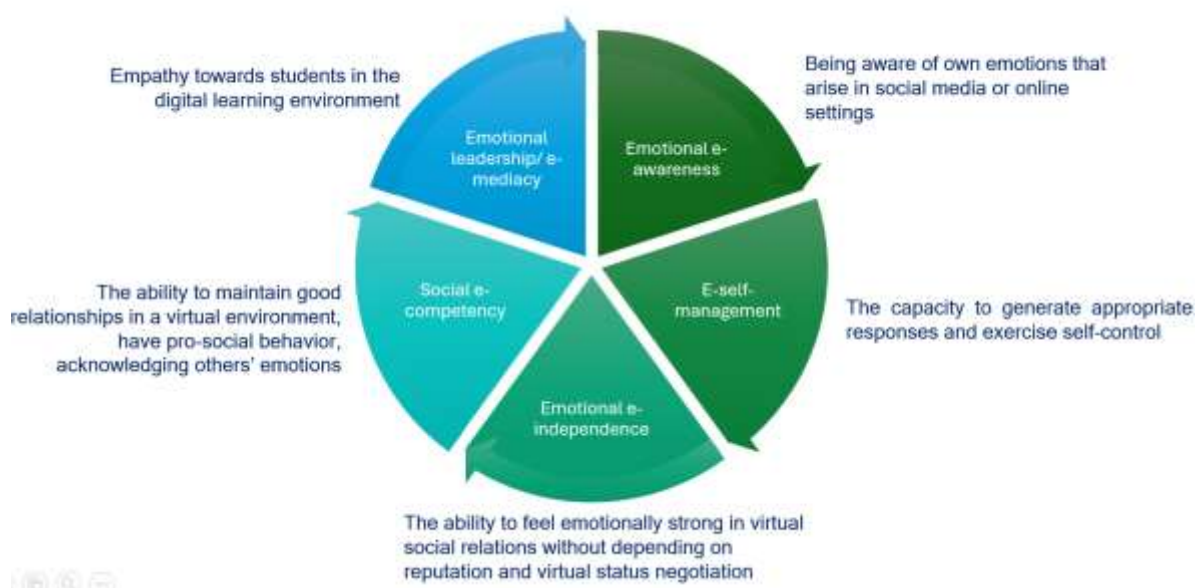 Empathy towards students in the
digital learning environment
Emotional
leadership/ e-
mediacy
Emotional e-
awareness
Being aware of own emotions that
arise in social media or online
settings
The ability to maintain good
relationships in a virtual environment,
have pro-social behavior,
acknowledging others' emotions
Social e-
competency
E-self-
management
The capacity to generate appropriate
responses and exercise self-control
Emotional e-
independence
The ability to feel emotionally strong in virtual
social relations without depending on
reputation and virtual status negotiation